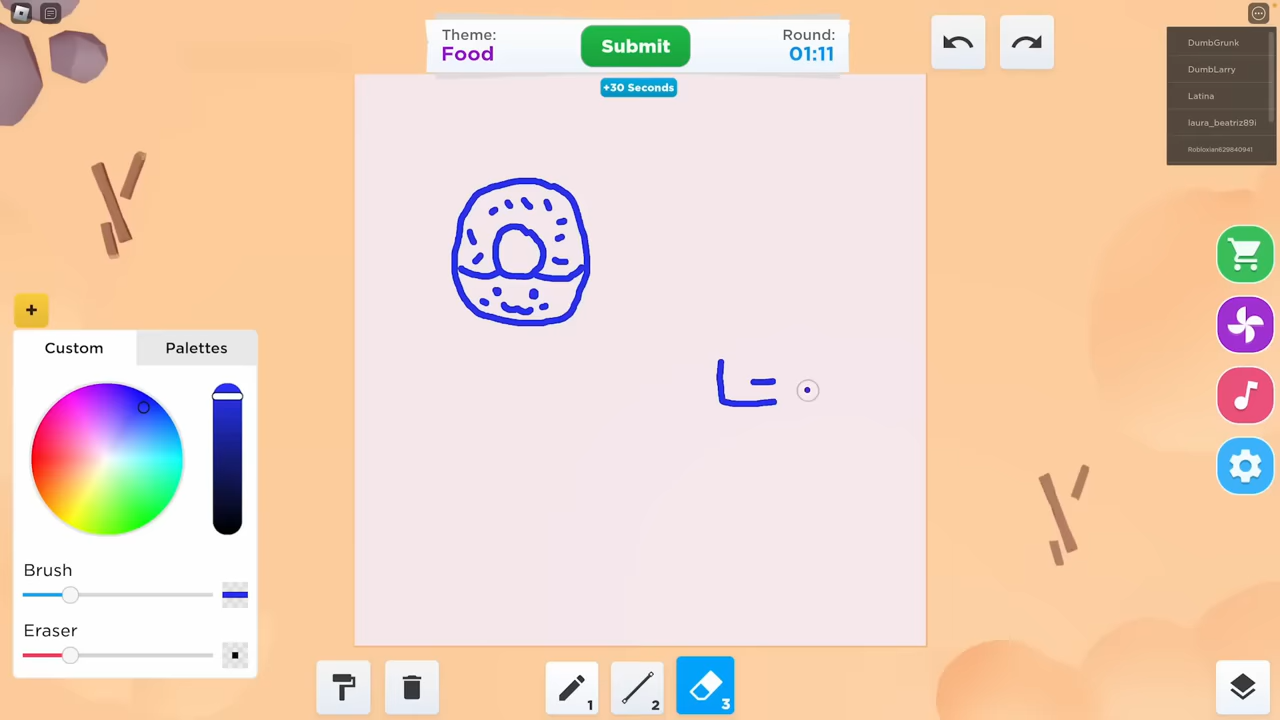 Theme:
Food
Submit
Round:
01:11
+30 Seconds
DumbGrunk
DumbLarry
Latina
laura_beatriz89i
Robloxian629840941
+
Custom
Palettes
Brush
Eraser
L=
1
2
3